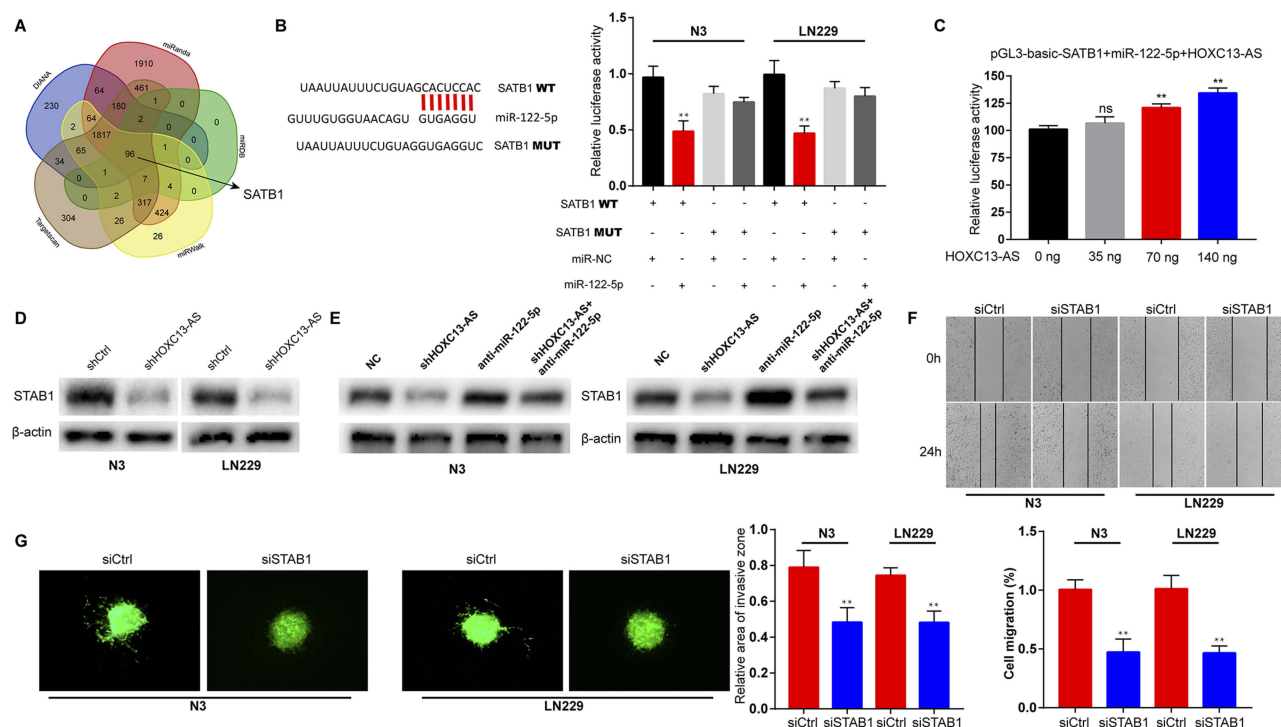 A
miRanda
DIANA
miRDB
Targetscan
miRWalk
1910
230
64
461
1
0
180
2
0
0
64
2
1817
0
1
0
65
96
34
1
7
4
0
0
2
317
304
26
424
26
SATB1
B
UAAUUAUUUCUGUAGCACUCCAC SATB1 WT
GUUUGUGGUAACAGU GUGAGGU miR-122-5p
UAAUUAUUUCUGUAGGUGAGGUC SATB1 MUT
Relative luciferase activity
1.5
1.0
0.5
0.0
N3 LN229
** **
SATB1 WT + + - - + + - -
SATB1 MUT - - + + - - + +
miR-NC + - + - + - + -
miR-122-5p - + - + - + - +
C
pGL3-basic-SATB1+miR-122-5p+HOXC13-AS
Relative luciferase activity
150
125
100
75
50
25
0
ns ** **
HOXC13-AS 0 ng 35 ng 70 ng 140 ng
D
shCtrl shHOXC13-AS shCtrl shHOXC13-AS
STAB1
β-actin
N3 LN229
E
NC shHOXC13-AS anti-miR-122-5p shHOXC13-AS+
anti-miR-122-5p
N3
NC shHOXC13-AS anti-miR-122-5p shHOXC13-AS+
anti-miR-122-5p
STAB1
β-actin
LN229
F
siCtrl siSTAB1 siCtrl siSTAB1
0h
24h
N3 LN229
G
siCtrl siSTAB1 siCtrl siSTAB1
N3 LN229
Relative area of invasive zone
1.0
0.8
0.6
0.4
0.2
0.0
N3 LN229
** **
siCtrl siSTAB1 siCtrl siSTAB1
Cell migration (%)
1.5
1.0
0.5
0.0
N3 LN229
** **
siCtrl siSTAB1 siCtrl siSTAB1